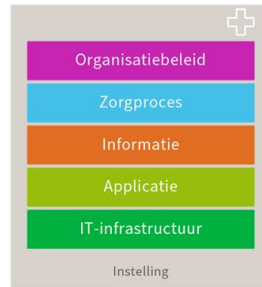 Organisatiebeleid
Zorgproces
Informatie
Applicatie
IT-infrastructuur
Instelling